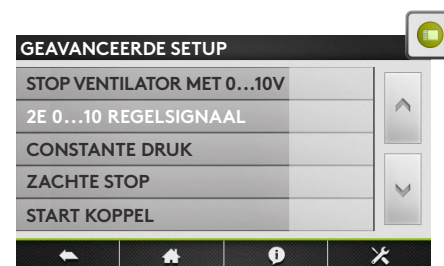 GEAVANCEERDE SETUP
STOP VENTILATOR MET 0...10V
2E 0...10 REGELSIGNAAL
CONSTANTE DRUK
ZACHTE STOP
START KOPPEL